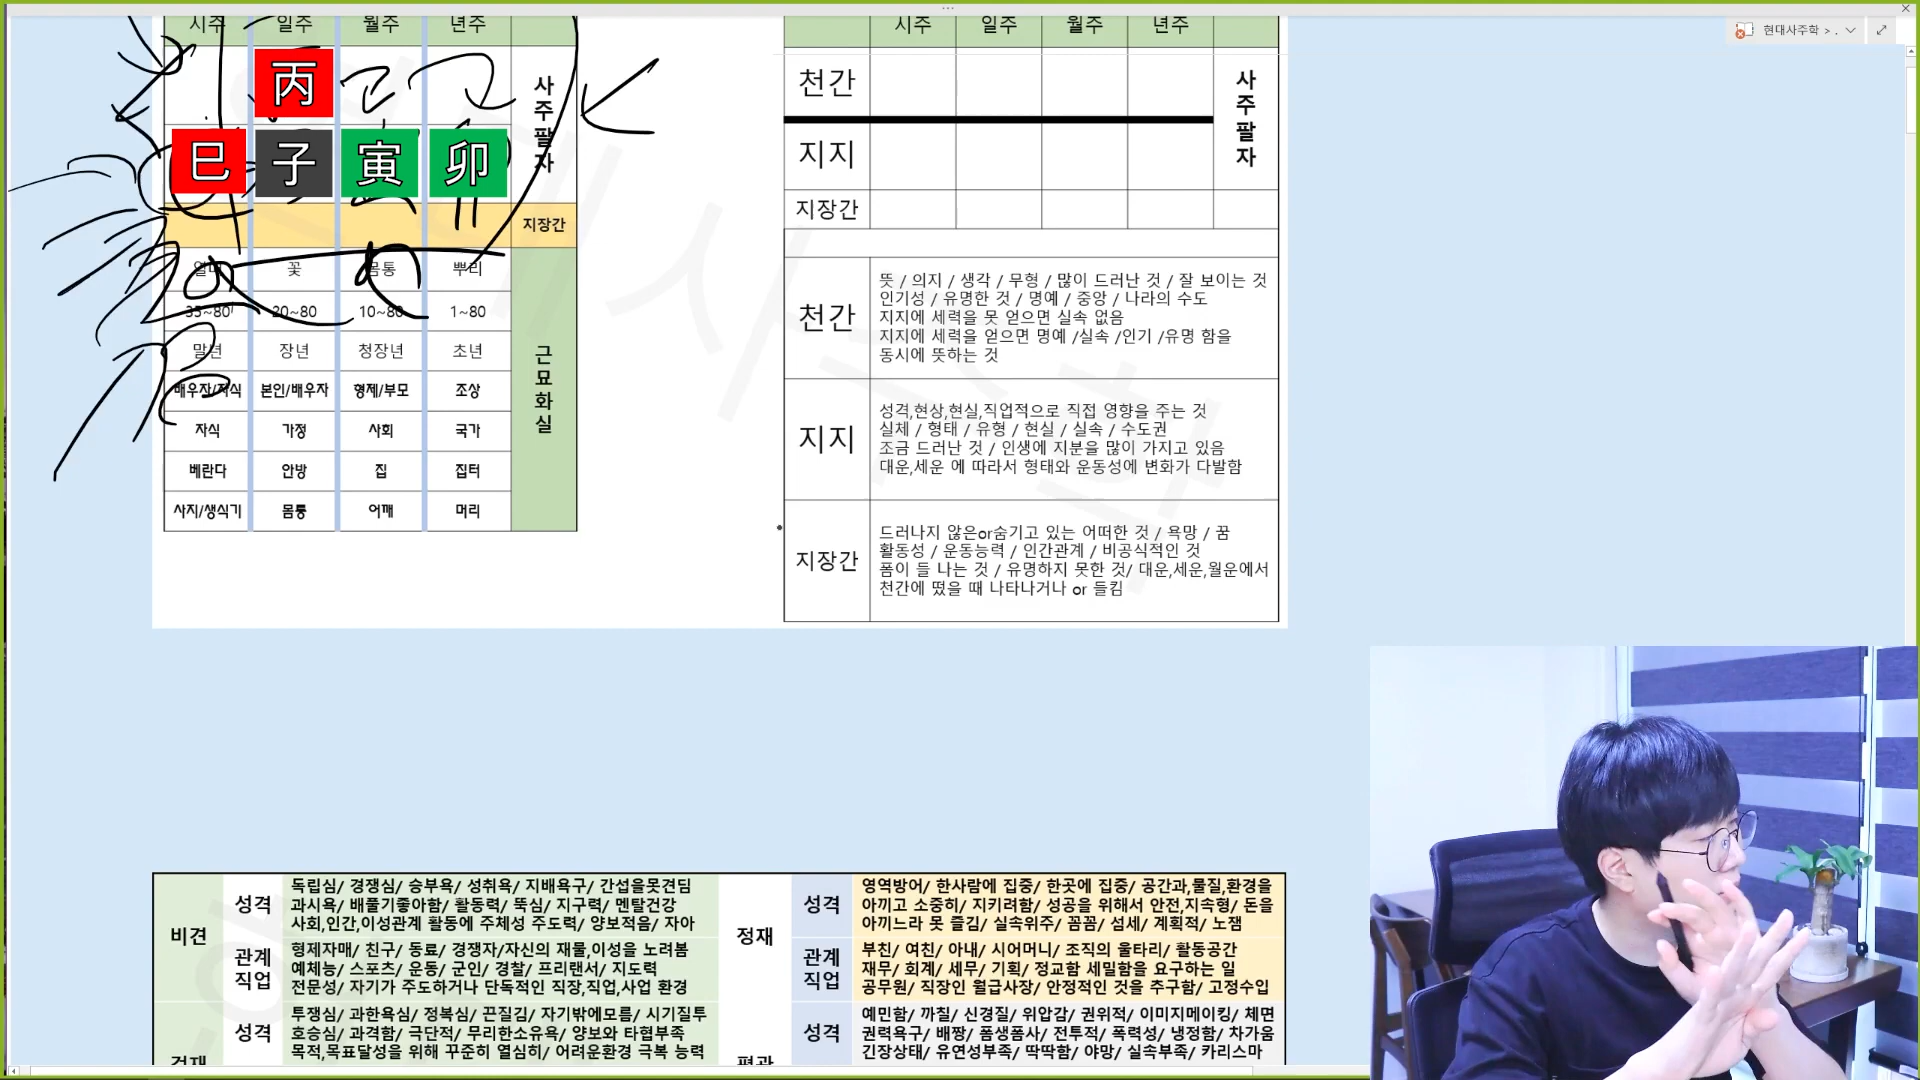 현대사주학 > .
시주 일주 월주 년주
丙
巳 子 寅 卯
사주팔자
지장간
꽃 몸통 뿌리
35~80 20~80 10~80 1~80
말년 장년 청장년 초년
배우자/자식 본인/배우자 형제/부모 조상
자식 가정 사회 국가
베란다 안방 집 집터
사지/생식기 몸통 어깨 머리
근묘화실
시주 일주 월주 년주
천간
지지
지장간
사주팔자
천간
뜻 / 의지 / 생각 / 무형 / 많이 드러난 것 / 잘 보이는 것
인기성 / 유명한 것 / 명예 / 중앙 / 나라의 수도
지지에 세력을 못 얻으면 실속 없음
지지에 세력을 얻으면 명예 /실속 /인기 /유명 함을
동시에 뜻하는 것
지지
성격,현상,현실,직업적으로 직접 영향을 주는 것
실체 / 형태 / 유형 / 현실 / 실속 / 수도권
조금 드러난 것 / 인생에 지분을 많이 가지고 있음
대운,세운 에 따라서 형태와 운동성에 변화가 다발함
지장간
드러나지 않은or숨기고 있는 어떠한 것 / 욕망 / 꿈
활동성 / 운동능력 / 인간관계 / 비공식적인 것
폼이 들 나는 것 / 유명하지 못한 것/ 대운,세운,월운에서
천간에 떴을 때 나타나거나 or 들킴
비견
성격
독립심/ 경쟁심/ 승부욕/ 성취욕/ 지배욕구/ 간섭을못견딤
과시욕/ 배풀기좋아함/ 활동력/ 뚝심/ 지구력/ 멘탈건강
사회,인간,이성관계 활동에 주체성 주도력/ 양보적음/ 자아
관계
직업
형제자매/ 친구/ 동료/ 경쟁자/자신의 재물,이성을 노려봄
예체능/ 스포츠/ 운동/ 군인/ 경찰/ 프리랜서/ 지도력
전문성/ 자기가 주도하거나 단독적인 직장,직업,사업 환경
성격
투쟁심/ 과한욕심/ 정복심/ 끈질김/ 자기밖에모름/ 시기질투
호승심/ 과격함/ 극단적/ 무리한소유욕/ 양보와 타협부족
목적,목표달성을 위해 꾸준히 열심히/ 어려운환경 극복 능력
정재
성격
영역방어/ 한사람에 집중/ 한곳에 집중/ 공간과,물질,환경을
아끼고 소중히/ 지키려함/ 성공을 위해서 안전,지속형/ 돈을
아끼느라 못 즐김/ 실속위주/ 꼼꼼/ 섬세/ 계획적/ 노잼
관계
직업
부친/ 여친/ 아내/ 시어머니/ 조직의 울타리/ 활동공간
재무/ 회계/ 세무/ 기획/ 정교함 세밀함을 요구하는 일
공무원/ 직장인 월급사장/ 안정적인 것을 추구함/ 고정수입
성격
예민함/ 까칠/ 신경질/ 위압감/ 권위적/ 이미지메이킹/ 체면
권력욕구/ 배짱/ 폼생폼사/ 전투적/ 폭력성/ 냉정함/ 차가움
긴장상태/ 유연성부족/ 딱딱함/ 야망/ 실속부족/ 카리스마